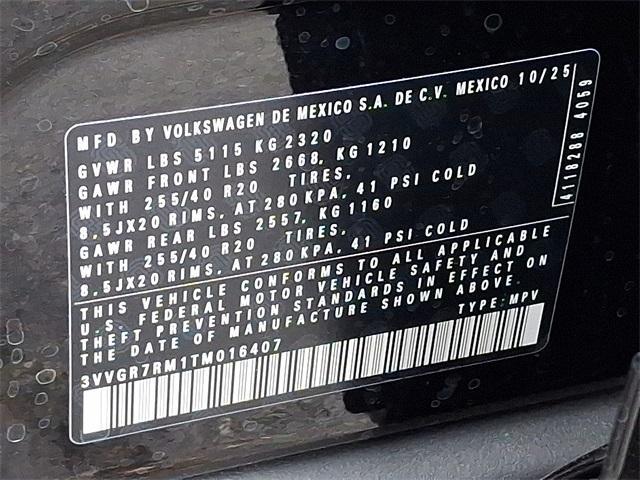 MFD BY VOLKSWAGEN DE MEXICO S.A. DE C.V. MEXICO 10/25
GVWR LBS 5115 KG 2320
GAWR FRONT LBS 2668, KG 1210
WITH 255/40 R20 TIRES,
8.5JX20 RIMS, AT 280 KPA, 41 PSI COLD
GAWR REAR LBS 2557, KG 1160
WITH 255/40 R20 TIRES,
8.5JX20 RIMS, AT 280 KPA, 41 PSI COLD
THIS VEHICLE CONFORMS TO ALL APPLICABLE
U.S. FEDERAL MOTOR VEHICLE SAFETY AND
THEFT PREVENTION STANDARDS IN EFFECT ON
THE DATE OF MANUFACTURE SHOWN ABOVE.
TYPE: MPV
3VVGR7RM1TM016407
4118288 4059